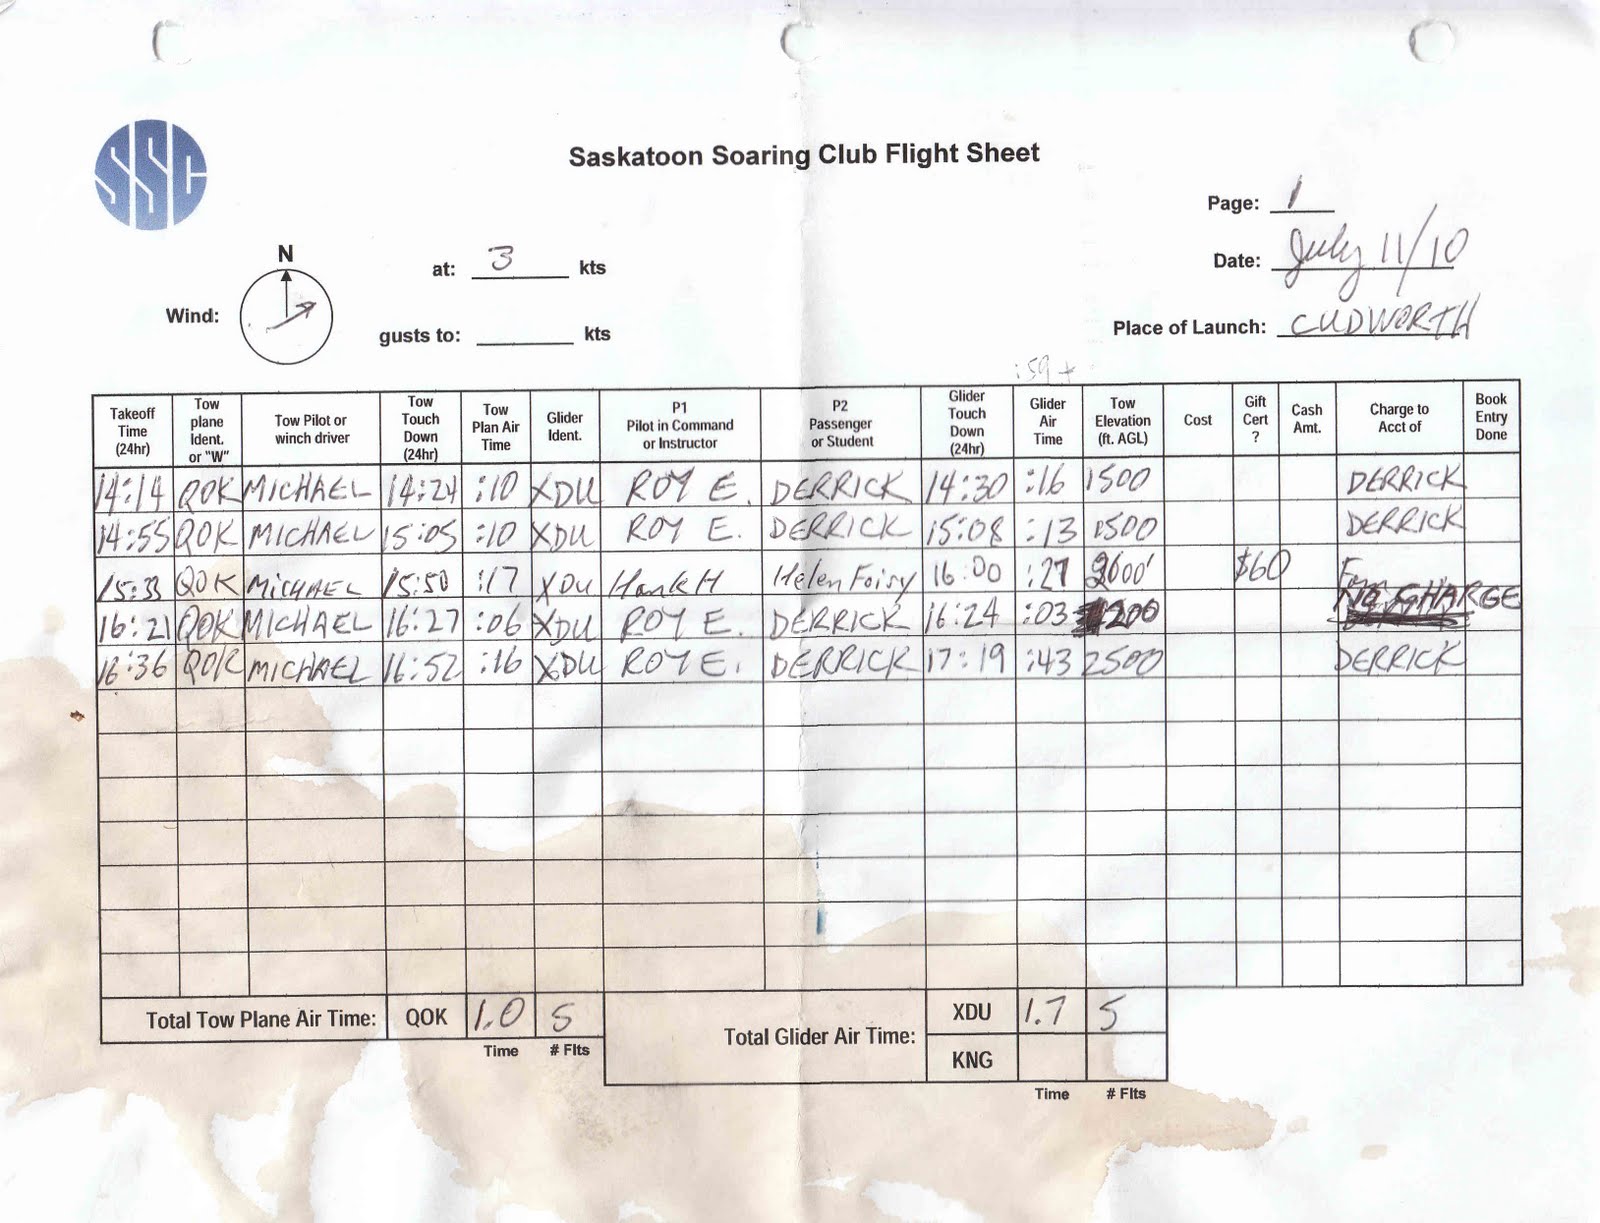 SSC
Saskatoon Soaring Club Flight Sheet
Page: 1
Date: July 11/10
Place of Launch: CUDWORTH
N
Wind:
at: 3 kts
gusts to: kts
:59 +
Takeoff Time (24hr) Tow plane Ident. or "W" Tow Pilot or winch driver Tow Touch Down (24hr) Tow Plan Air Time Glider Ident. P1 Pilot in Command or Instructor P2 Passenger or Student Glider Touch Down (24hr) Glider Air Time Tow Elevation (ft. AGL) Cost Gift Cert ? Cash Amt. Charge to Acct of Book Entry Done
14:14 QOK MICHAEL 14:24 :10 XDU ROY E. DERRICK 14:30 :16 1500 DERRICK
14:55 QOK MICHAEL 15:05 :10 XDU ROY E. DERRICK 15:08 :13 1500 DERRICK
15:33 QOK MICHAEL 15:50 :17 XDU Hank H Helen Foisy 16:00 :27 2600' $60
16:21 QOK MICHAEL 16:27 :06 XDU ROY E. DERRICK 16:24 :03 200 NO CHARGE
16:36 QOK MICHAEL 16:52 :16 XDU ROY E. DERRICK 17:19 :43 2500 DERRICK
Total Tow Plane Air Time: QOK 1.0 5
Time # Flts
Total Glider Air Time: XDU 1.7 5
KNG
Time # Flts